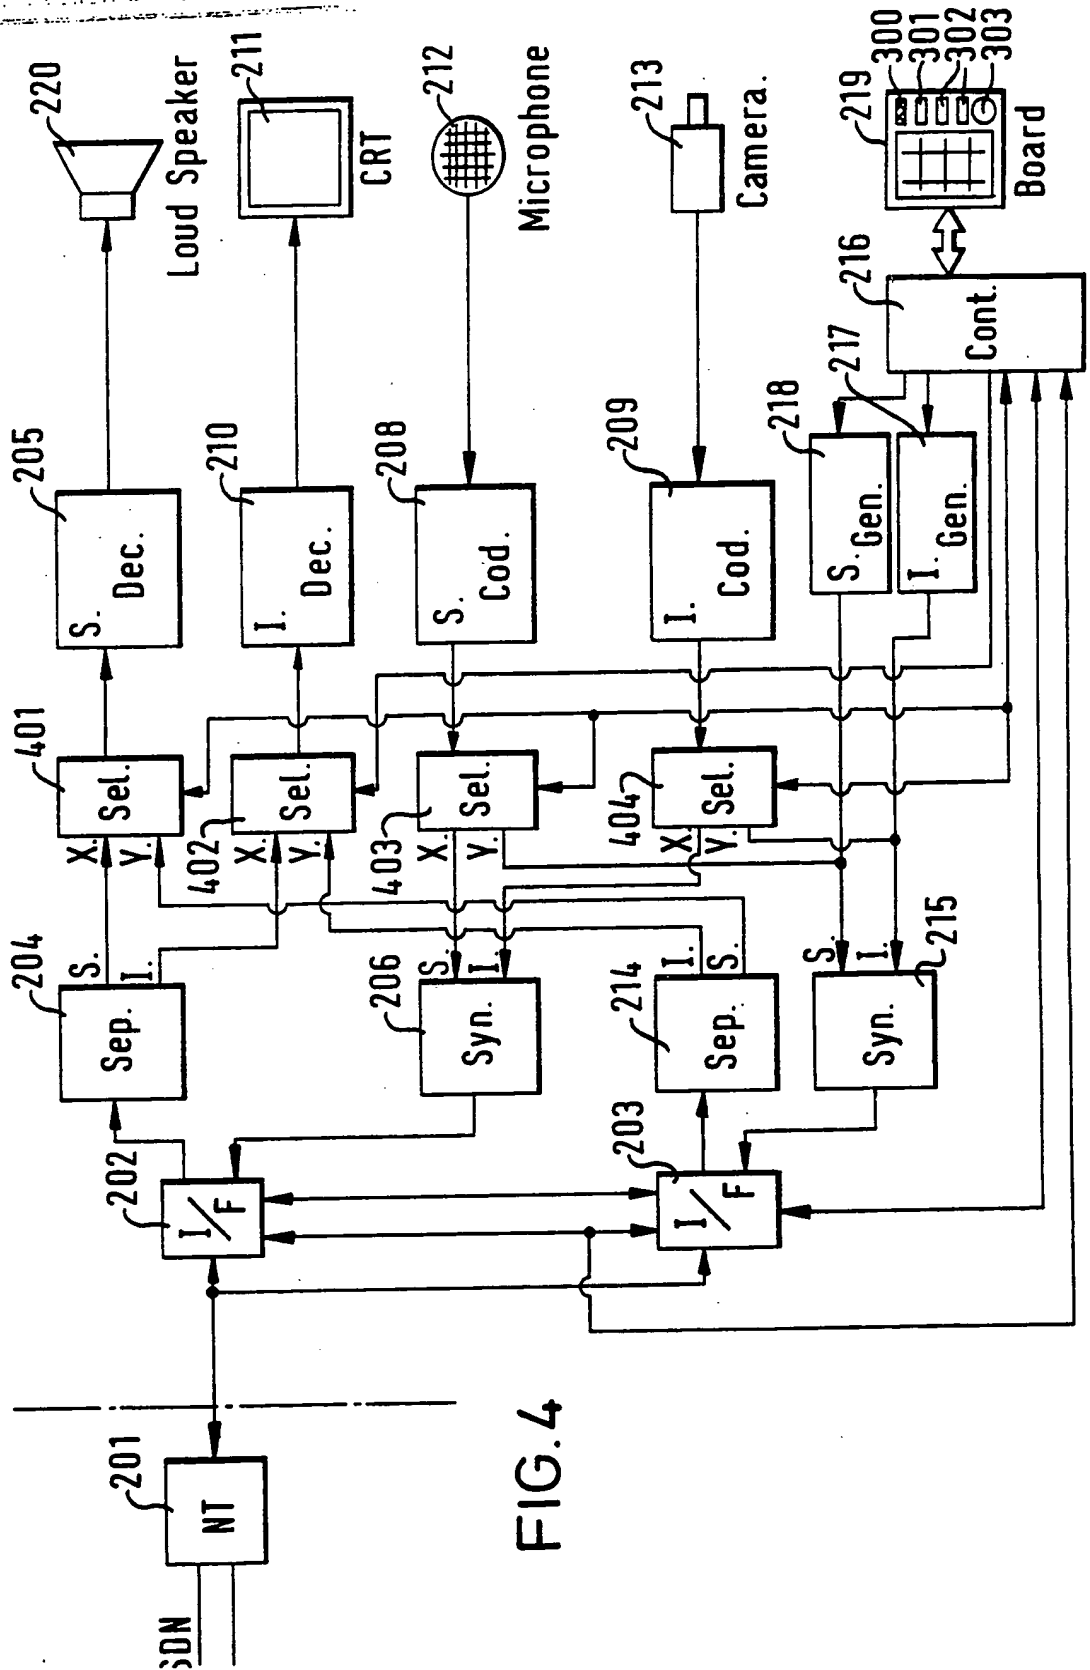 220
Loud Speaker
211
CRT
212
Microphone
213
Camera.
300
301
302
303
219
Board
205
S.
Dec.
210
I.
Dec.
208
S.
Cod.
209
I.
Cod.
218
S.
Gen.
217
I.
Gen.
216
Cont.
401
Sel.
X.
Y.
402
Sel.
X.
Y.
403
Sel.
X.
Y.
404
Sel.
X.
Y.
204
Sep.
S.
I.
206
Syn.
S.
I.
214
Sep.
I.
S.
215
Syn.
S.
I.
202
I/F
203
I/F
201
NT
SDN
FIG.4